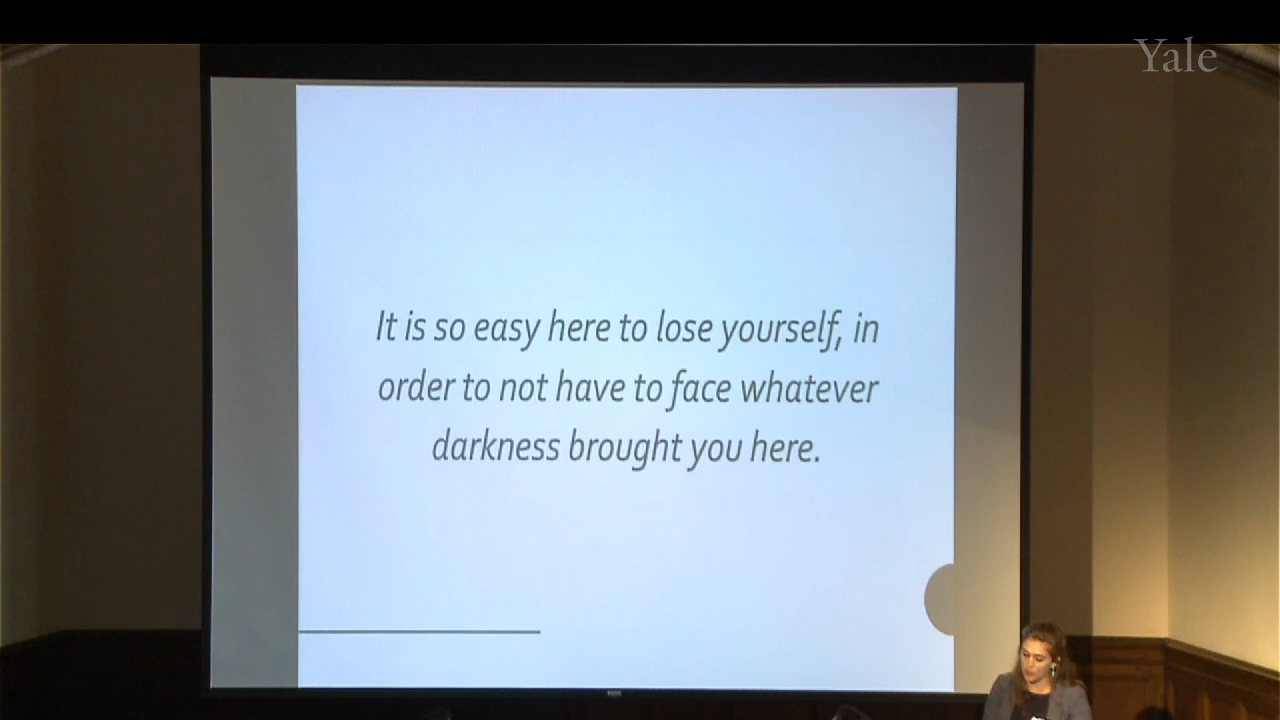 Yale
It is so easy here to lose yourself, in
order to not have to face whatever
darkness brought you here.